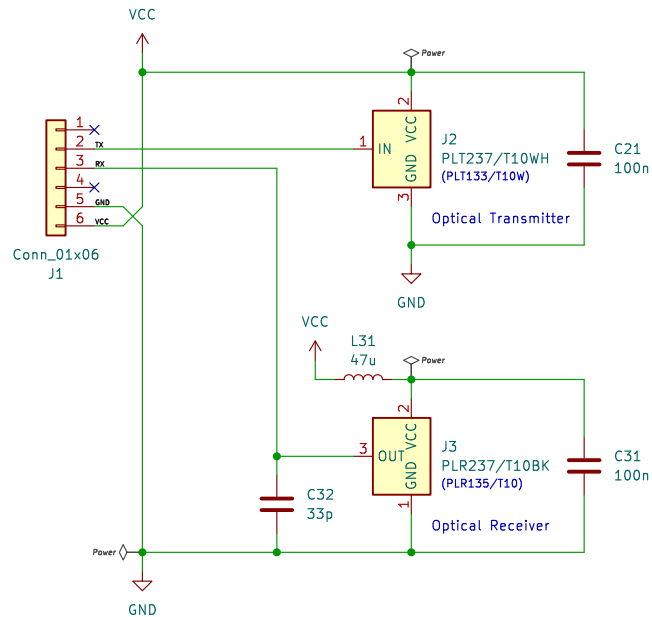 VCC
Power
1
2 TX
3 RX
4
5 GND
6 VCC
Conn_01x06
J1
2
1 IN
VCC
GND
3
J2
PLT237/T10WH
(PLT133/T10W)
C21
100n
Optical Transmitter
GND
VCC
L31
47u
Power
2
3 OUT
VCC
GND
1
J3
PLR237/T10BK
(PLR135/T10)
C31
100n
C32
33p
Optical Receiver
Power
GND